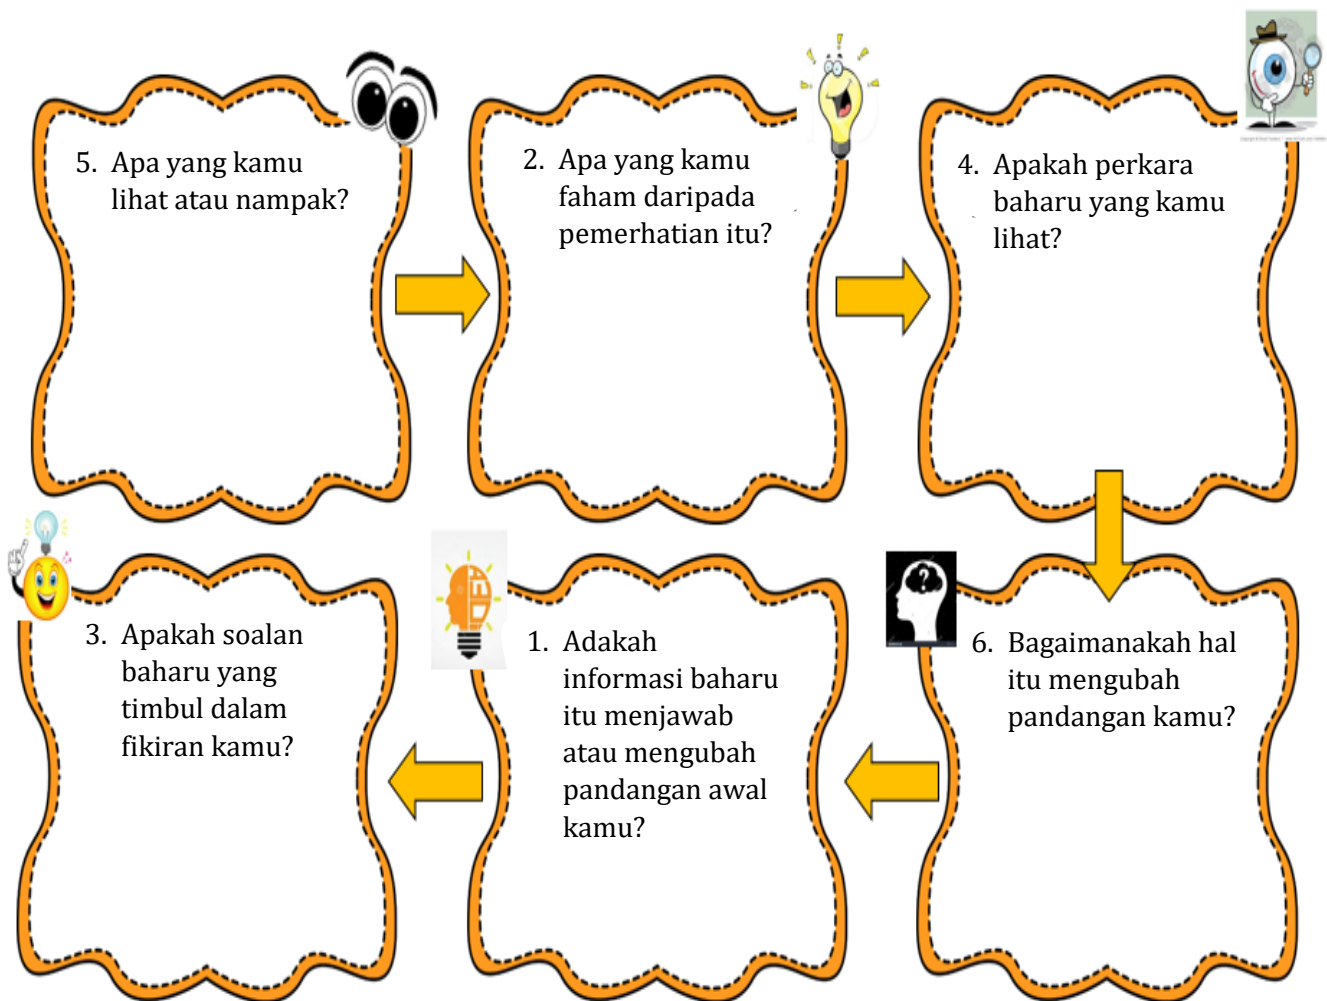 5. Apa yang kamu
lihat atau nampak?
2. Apa yang kamu
faham daripada
pemerhatian itu?
4. Apakah perkara
baharu yang kamu
lihat?
3. Apakah soalan
baharu yang
timbul dalam
fikiran kamu?
1. Adakah
informasi baharu
itu menjawab
atau mengubah
pandangan awal
kamu?
6. Bagaimanakah hal
itu mengubah
pandangan kamu?
?